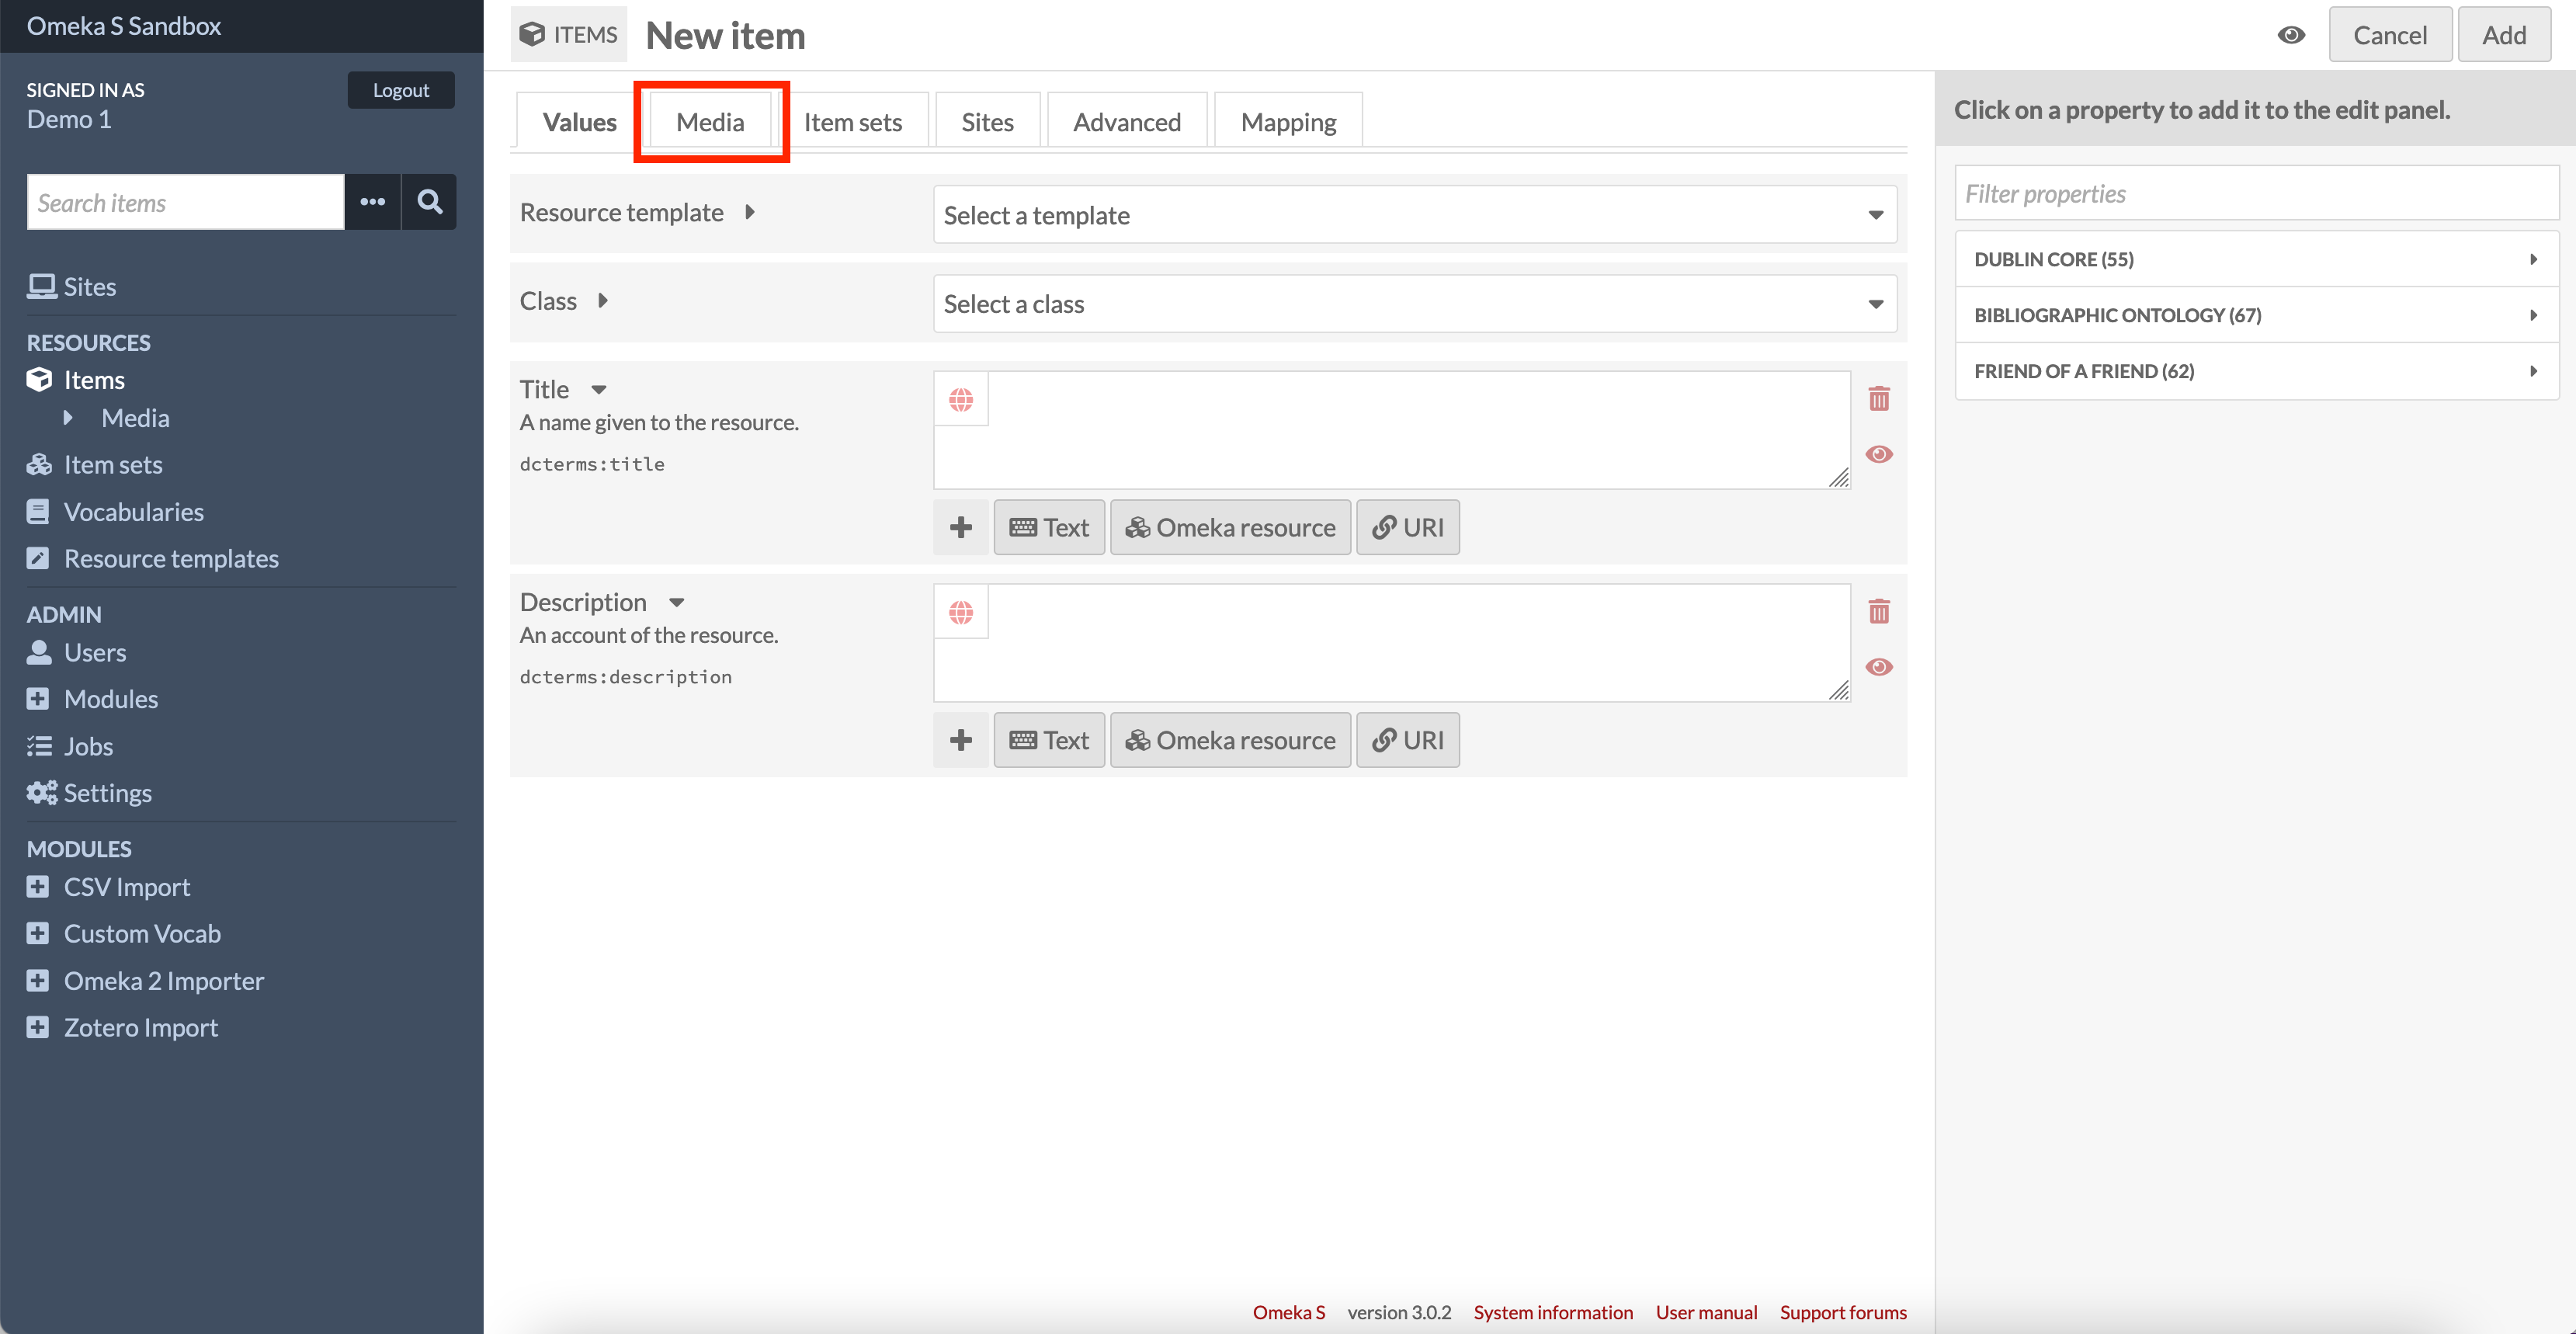 Omeka S Sandbox
SIGNED IN AS
Demo 1
Logout
Search items
Sites
RESOURCES
Items
Media
Item sets
Vocabularies
Resource templates
ADMIN
Users
Modules
Jobs
Settings
MODULES
CSV Import
Custom Vocab
Omeka 2 Importer
Zotero Import
ITEMS New item
Cancel Add
Values Media Item sets Sites Advanced Mapping
Resource template Select a template
Class Select a class
Title
A name given to the resource.
dcterms:title
Text Omeka resource URI
Description
An account of the resource.
dcterms:description
Text Omeka resource URI
Click on a property to add it to the edit panel.
Filter properties
DUBLIN CORE (55)
BIBLIOGRAPHIC ONTOLOGY (67)
FRIEND OF A FRIEND (62)
Omeka S version 3.0.2 System information User manual Support forums